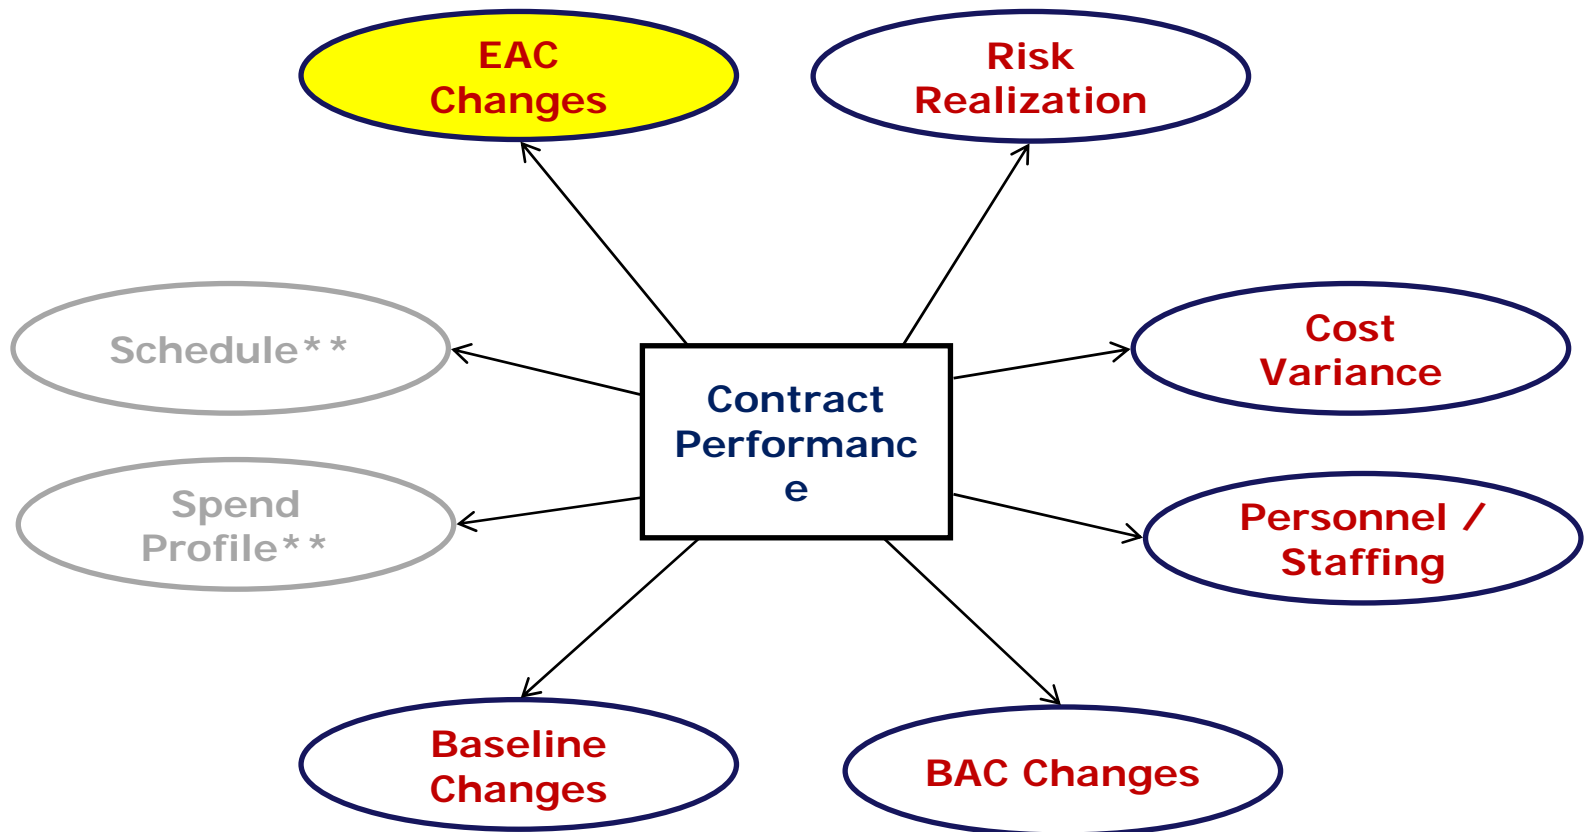 EAC
Changes
Risk
Realization
Schedule**
Cost
Variance
Contract
Performanc
e
Spend
Profile**
Personnel /
Staffing
Baseline
Changes
BAC Changes